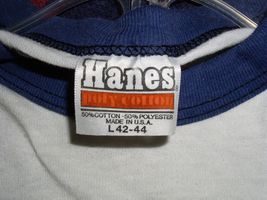 Hanes
poly-cotton
50% COTTON - 50% POLYESTER
MADE IN U.S.A.
L 42-44